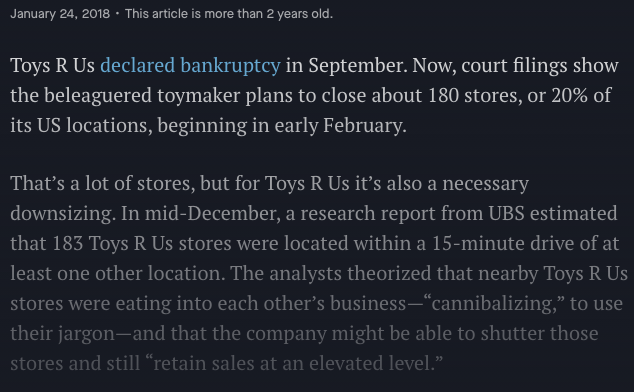 January 24, 2018 • This article is more than 2 years old.
Toys R Us declared bankruptcy in September. Now, court filings show
the beleaguered toymaker plans to close about 180 stores, or 20% of
its US locations, beginning in early February.
That’s a lot of stores, but for Toys R Us it’s also a necessary
downsizing. In mid-December, a research report from UBS estimated
that 183 Toys R Us stores were located within a 15-minute drive of at
least one other location. The analysts theorized that nearby Toys R Us
stores were eating into each other’s business—“cannibalizing,” to use
their jargon—and that the company might be able to shutter those
stores and still “retain sales at an elevated level.”